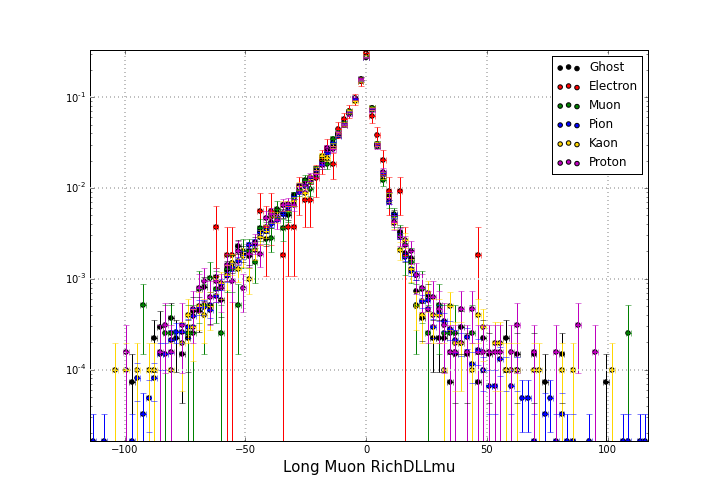 Ghost
Electron
Muon
Pion
Kaon
Proton
10⁻¹
10⁻²
10⁻³
10⁻⁴
−100 −50 0 50 100
Long Muon RichDLLmu